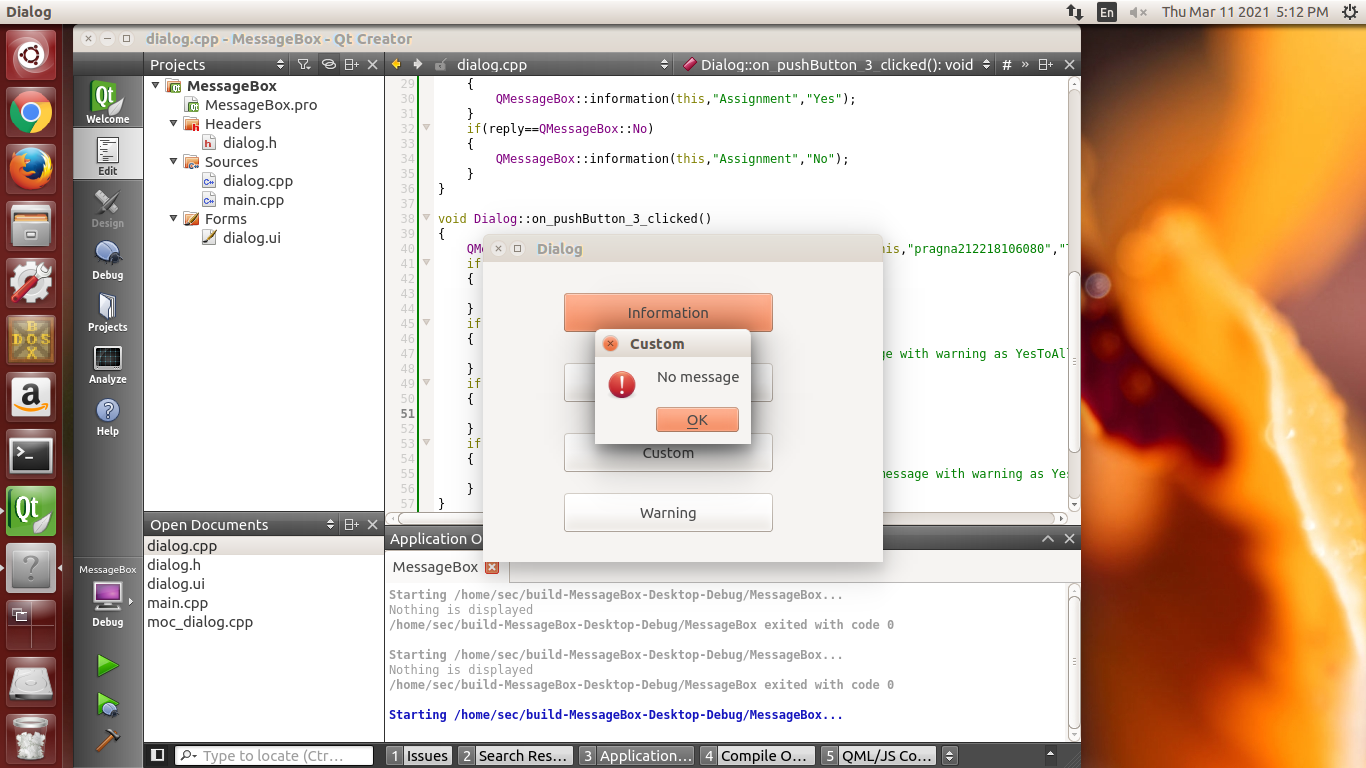 Dialog
En
Thu Mar 11 2021 5:12 PM
dialog.cpp - MessageBox - Qt Creator
Projects
dialog.cpp
Dialog::on_pushButton_3_clicked(): void
#
»
Qt
Welcome
Edit
Design
Debug
Projects
Analyze
Help
MessageBox
Debug
MessageBox
MessageBox.pro
Headers
dialog.h
Sources
dialog.cpp
main.cpp
Forms
dialog.ui
Open Documents
dialog.cpp
dialog.h
dialog.ui
main.cpp
moc_dialog.cpp
29 {
30 QMessageBox::information(this,"Assignment","Yes");
31 }
32 if(reply==QMessageBox::No)
33 {
34 QMessageBox::information(this,"Assignment","No");
35 }
36 }
37
38 void Dialog::on_pushButton_3_clicked()
39 {
40 QM is,"pragna212218106080","
41 if
42 {
43
44 }
45 if
46 {
47 ge with warning as YesToAl
48 }
49 if
50 {
51
52 }
53 if
54 {
55 message with warning as Yes
56 }
57 }
Dialog
Information
Custom
No message
OK
Custom
Warning
Application O
MessageBox
Starting /home/sec/build-MessageBox-Desktop-Debug/MessageBox...
Nothing is displayed
/home/sec/build-MessageBox-Desktop-Debug/MessageBox exited with code 0
Starting /home/sec/build-MessageBox-Desktop-Debug/MessageBox...
Nothing is displayed
/home/sec/build-MessageBox-Desktop-Debug/MessageBox exited with code 0
Starting /home/sec/build-MessageBox-Desktop-Debug/MessageBox...
Type to locate (Ctr...
1 Issues
2 Search Res...
3 Application...
4 Compile O...
5 QML/JS Co...